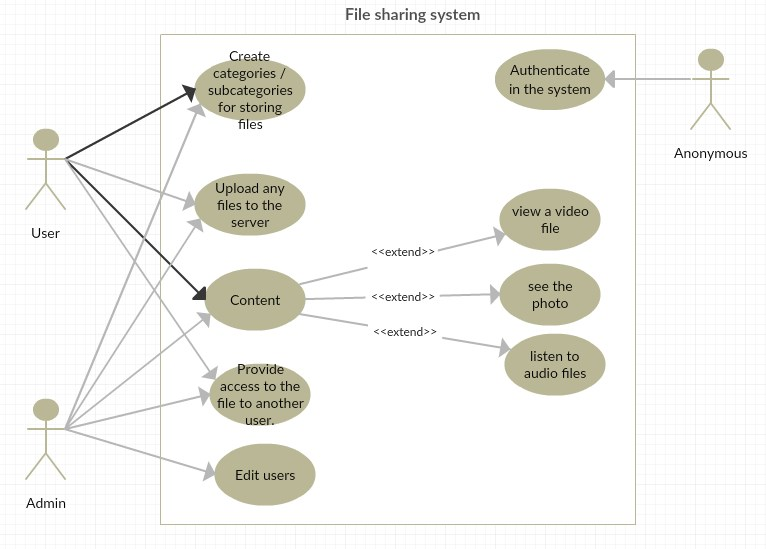 File sharing system
Create
categories /
subcategories
for storing
files
Authenticate
in the system
Anonymous
User
Upload any
files to the
server
view a video
file
<<extend>>
Content
<<extend>>
see the
photo
<<extend>>
listen to
audio files
Provide
access to the
file to another
user.
Edit users
Admin